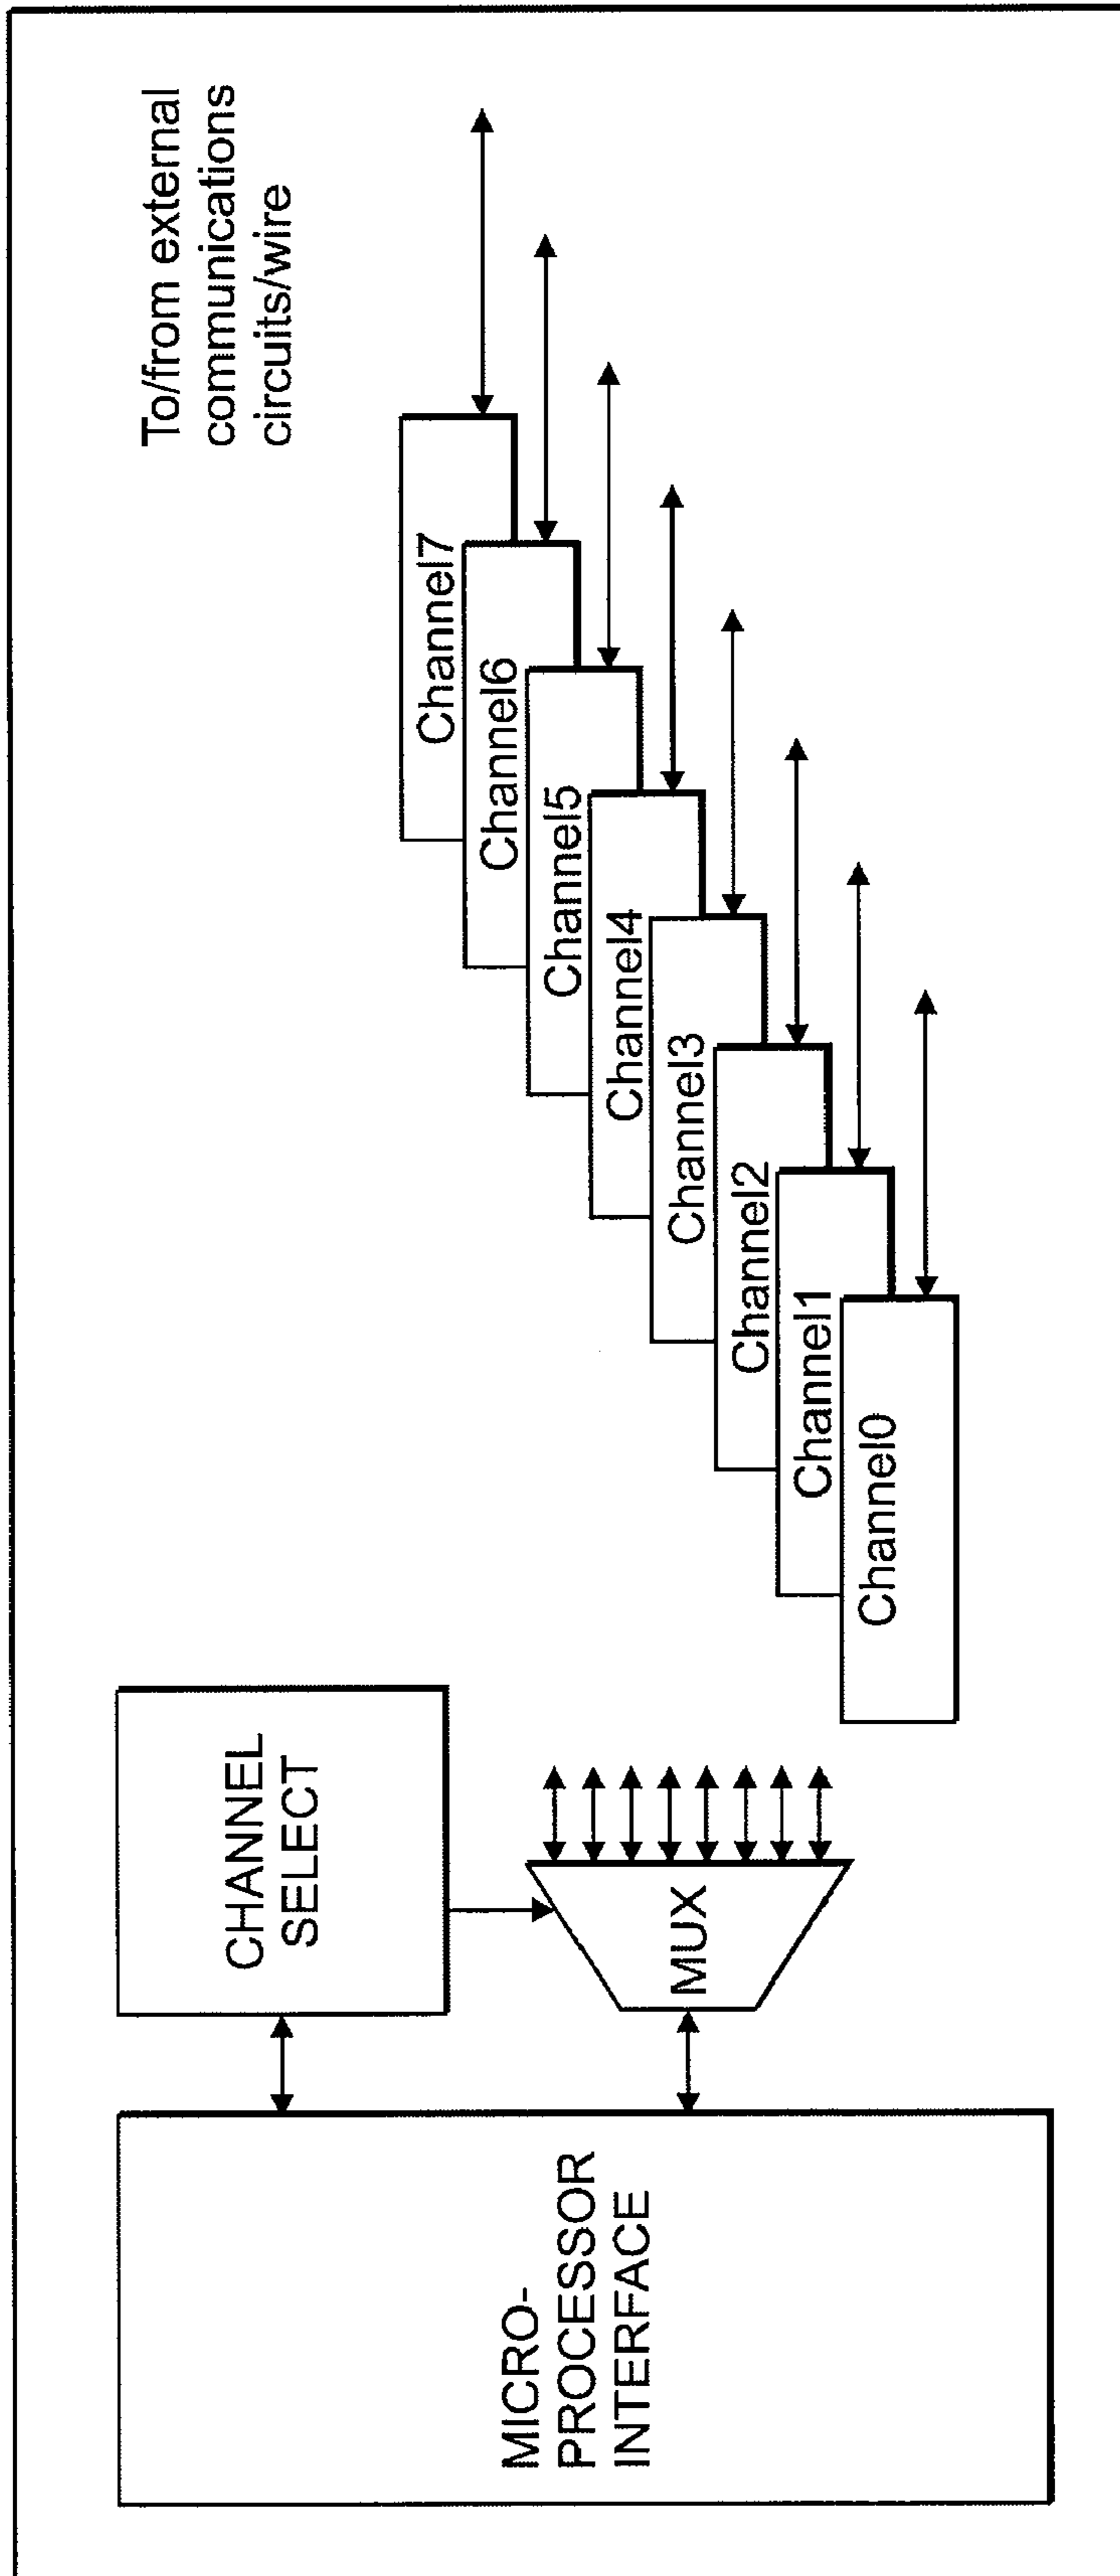 MICRO-
PROCESSOR
INTERFACE
CHANNEL
SELECT
MUX
To/from external
communications
circuits/wire
Channel7
Channel6
Channel5
Channel4
Channel3
Channel2
Channel1
Channel0